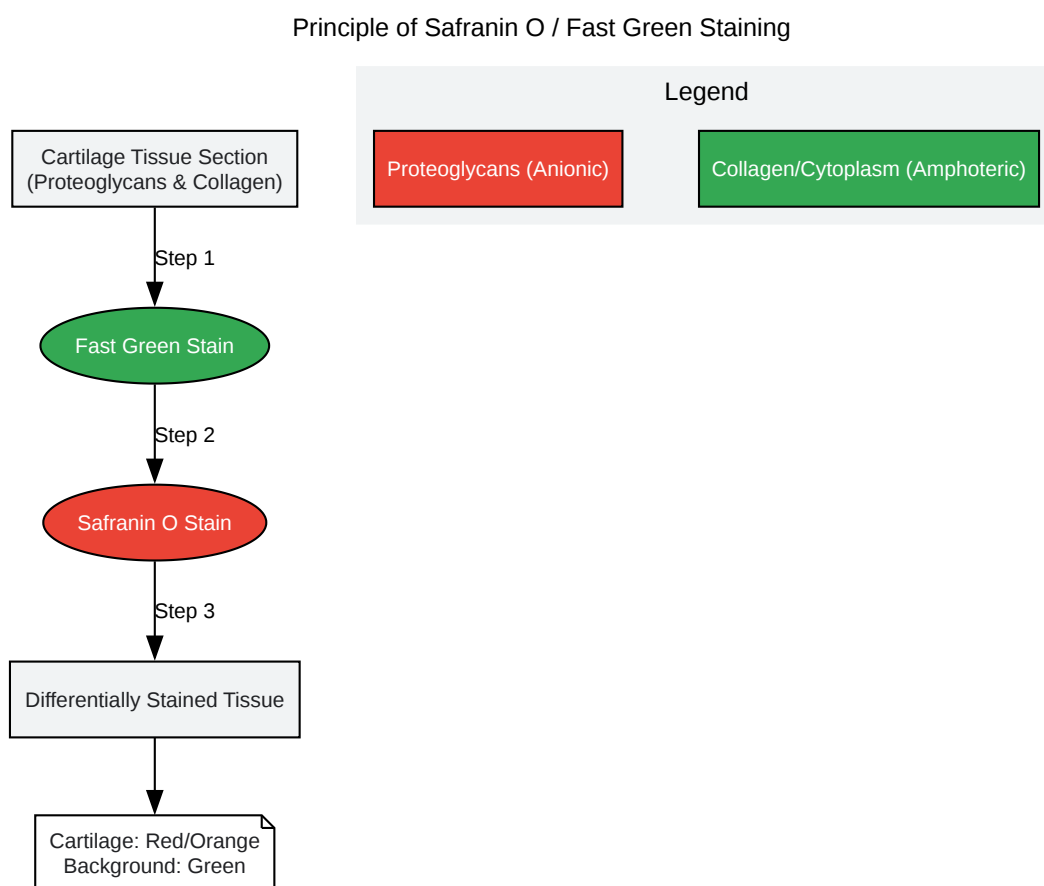 Principle of Safranin O / Fast Green Staining
Legend
Proteoglycans (Anionic)
Collagen/Cytoplasm (Amphoteric)
Cartilage Tissue Section
(Proteoglycans & Collagen)
Step 1
Fast Green Stain
Step 2
Safranin O Stain
Step 3
Differentially Stained Tissue
Cartilage: Red/Orange
Background: Green